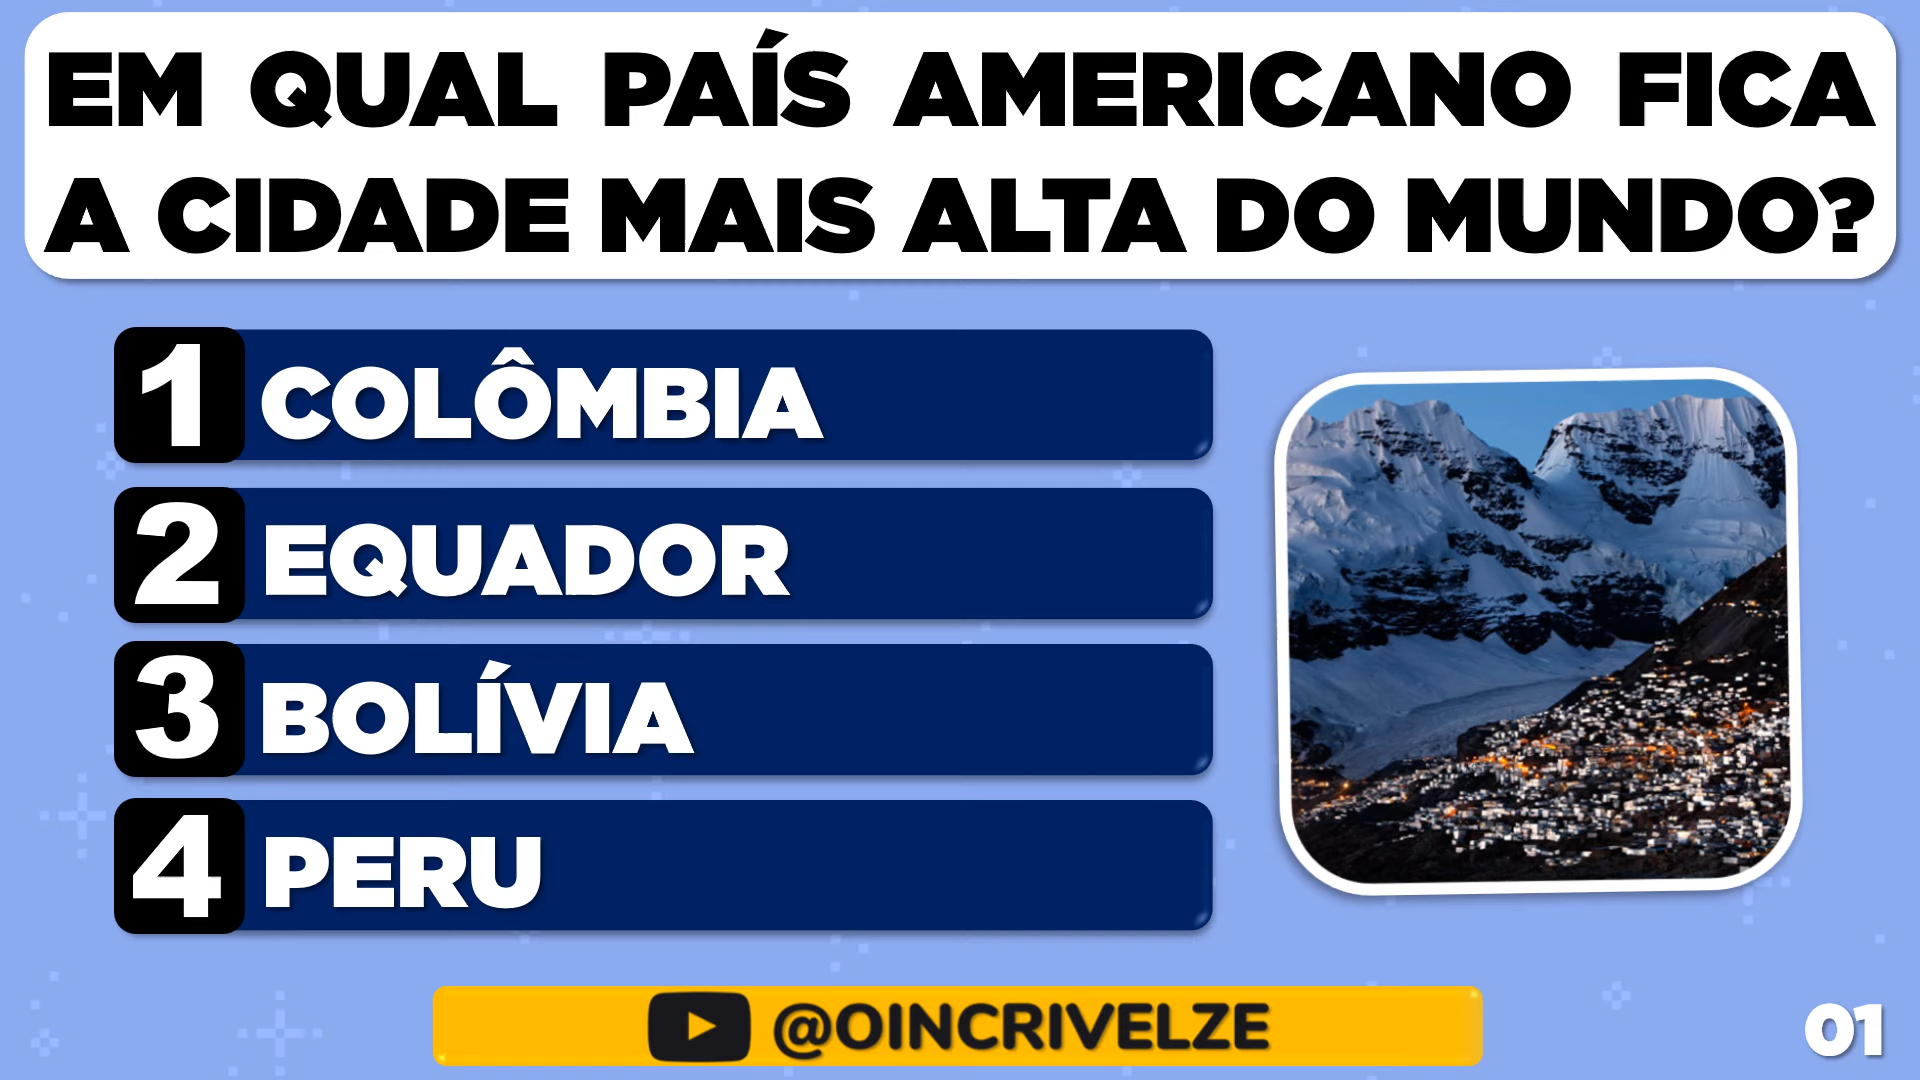 EM QUAL PAÍS AMERICANO FICA
A CIDADE MAIS ALTA DO MUNDO?
1 COLÔMBIA
2 EQUADOR
3 BOLÍVIA
4 PERU
@OINCRIVELZE
01